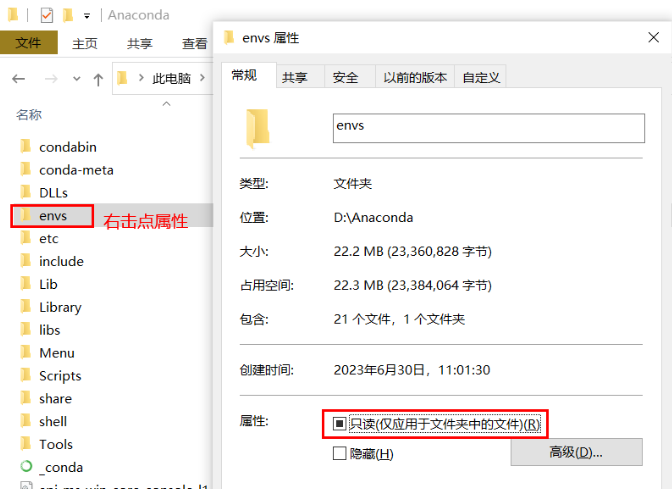 Anaconda
文件 主页 共享 查看
此电脑
名称
condabin
conda-meta
DLLs
envs
右击点属性
etc
include
Lib
Library
libs
Menu
Scripts
share
shell
Tools
_conda
envs 属性
常规 共享 安全 以前的版本 自定义
envs
类型: 文件夹
位置: D:\Anaconda
大小: 22.2 MB (23,360,828 字节)
占用空间: 22.3 MB (23,384,064 字节)
包含: 21 个文件，1 个文件夹
创建时间: 2023年6月30日，11:01:30
属性: 只读(仅应用于文件夹中的文件)(R)
隐藏(H)
高级(D)...